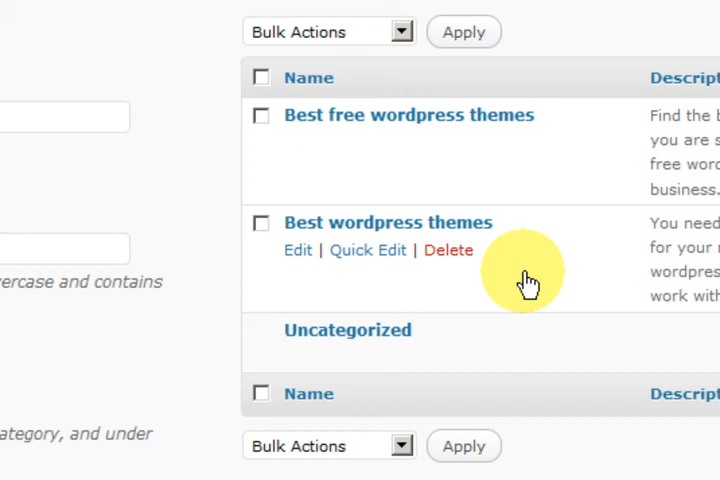 Bulk Actions Apply
Name Descript
Best free wordpress themes Find the b
you are s
free word
business.
Best wordpress themes You need
Edit | Quick Edit | Delete for your
wordpres
work with
ercase and contains
Uncategorized
Name Descript
ategory, and under
Bulk Actions Apply